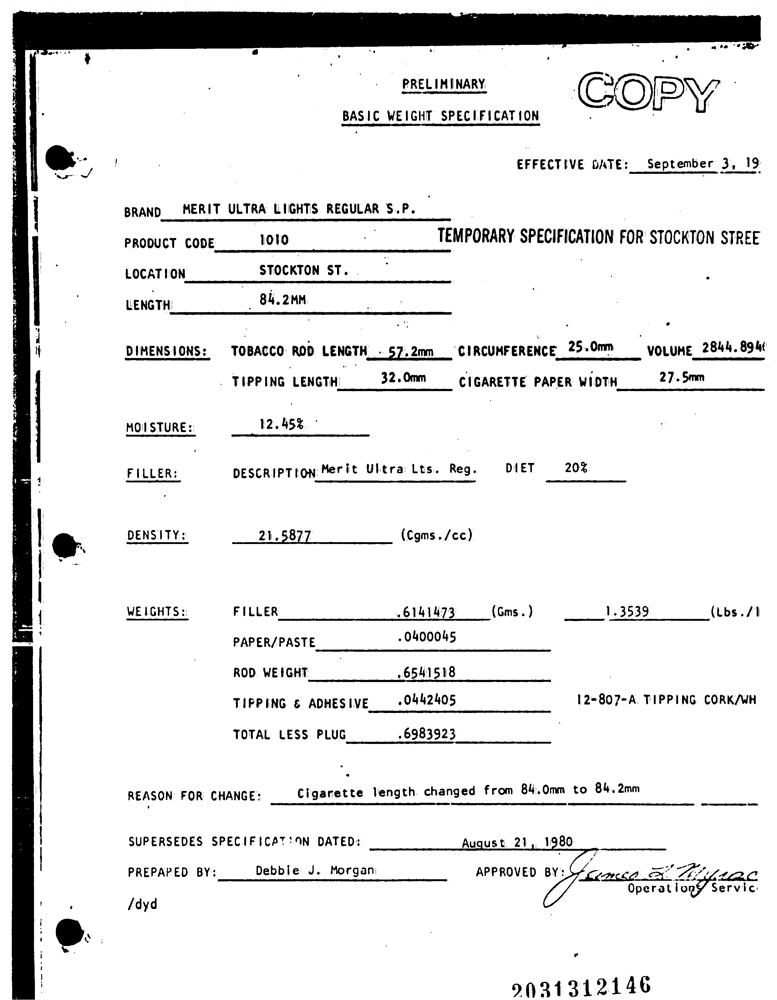 PRELIMINARY
COPY
BASIC WEIGHT SPECIFICATION
EFFECTIVE DATE: September 3, 19
BRAND MERIT ULTRA LIGHTS REGULAR S.P.
PRODUCT CODE 1010 TEMPORARY SPECIFICATION FOR STOCKTON STREE
LOCATION STOCKTON ST.
LENGTH 84.2MM
DIMENSIONS: TOBACCO ROD LENGTH 57.2mm CIRCUMFERENCE 25.0mm VOLUME 2844.894
TIPPING LENGTH 32.0mm CIGARETTE PAPER WIDTH 27.5mm
MOISTURE: 12.45%
FILLER: DESCRIPTION Merit Ultra Lts. Reg. DIET 20%
DENSITY: 21.5877 (Cgms./cc)
WEIGHTS: FILLER .6141473 (Gms.) 1.3539 (Lbs./
PAPER/PASTE .0400045
ROD WEIGHT .6541518
TIPPING & ADHESIVE .0442405 12-807-A TIPPING CORK/WH
TOTAL LESS PLUG .6983923
REASON FOR CHANGE: Cigarette length changed from 84.0mm to 84.2mm
SUPERSEDES SPECIFICATION DATED: August 21, 1980
PREPARED BY: Debbie J. Morgan APPROVED BY: James L
Operations Servic
/dyd
2031312146